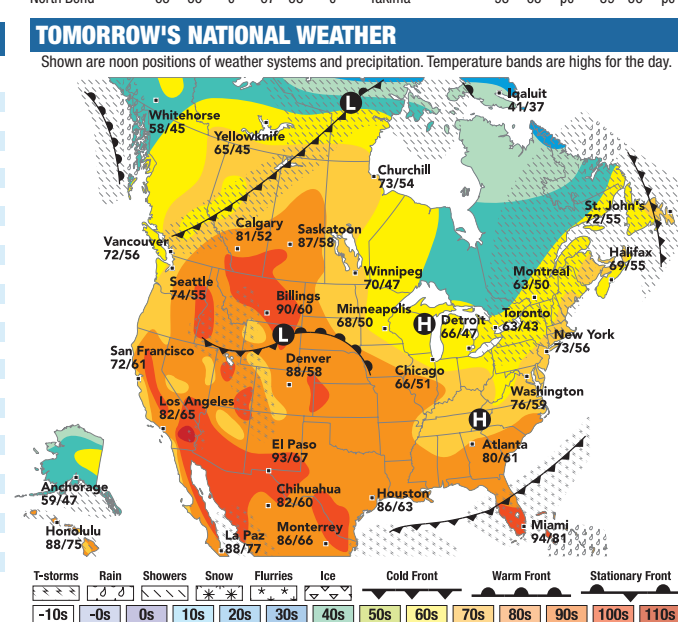 TOMORROW'S NATIONAL WEATHER
Shown are noon positions of weather systems and precipitation. Temperature bands are highs for the day.
L
Iqaluit
41/37
Whitehorse
58/45
Yellowknife
65/45
Churchill
73/54
St. John's
72/55
Calgary
81/52
Saskatoon
87/58
Vancouver
72/56
Halifax
69/55
Winnipeg
70/47
Montreal
63/50
Seattle
74/55
Billings
90/60
Minneapolis
68/50
H
Detroit
66/47
Toronto
63/43
L
New York
73/56
San Francisco
72/61
Denver
88/58
Chicago
66/51
Washington
76/59
Los Angeles
82/65
H
El Paso
93/67
Atlanta
80/61
Anchorage
59/47
Chihuahua
82/60
Houston
86/63
Honolulu
88/75
La Paz
88/77
Monterrey
86/66
Miami
94/81
T-storms Rain Showers Snow Flurries Ice Cold Front Warm Front Stationary Front
-10s -0s 0s 10s 20s 30s 40s 50s 60s 70s 80s 90s 100s 110s